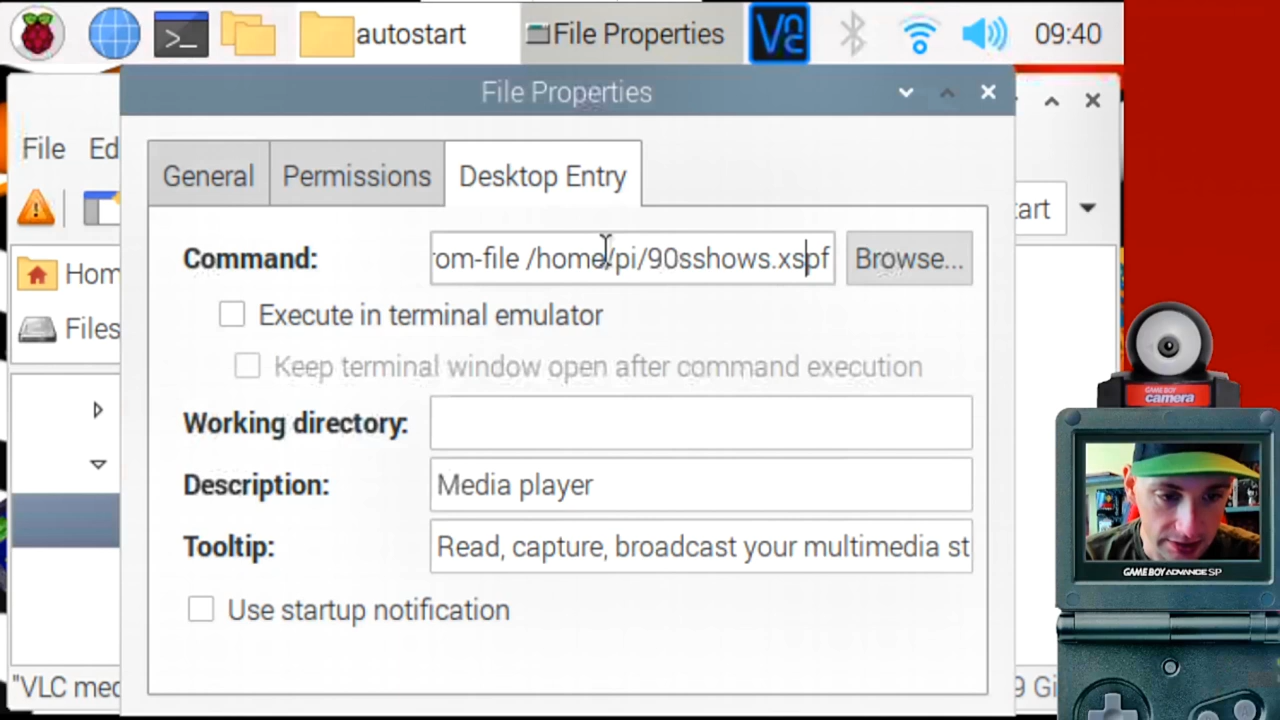 autostart File Properties 09:40
File Properties
File Ed
General Permissions Desktop Entry
Command: rom-file /home/pi/90sshows.xspf Browse...
Hom
Execute in terminal emulator
Files
Keep terminal window open after command execution
Working directory:
Description: Media player
Tooltip: Read, capture, broadcast your multimedia st
Use startup notification
"VLC med
9 Gi
GAME BOY
camera
GAME BOY ADVANCE SP